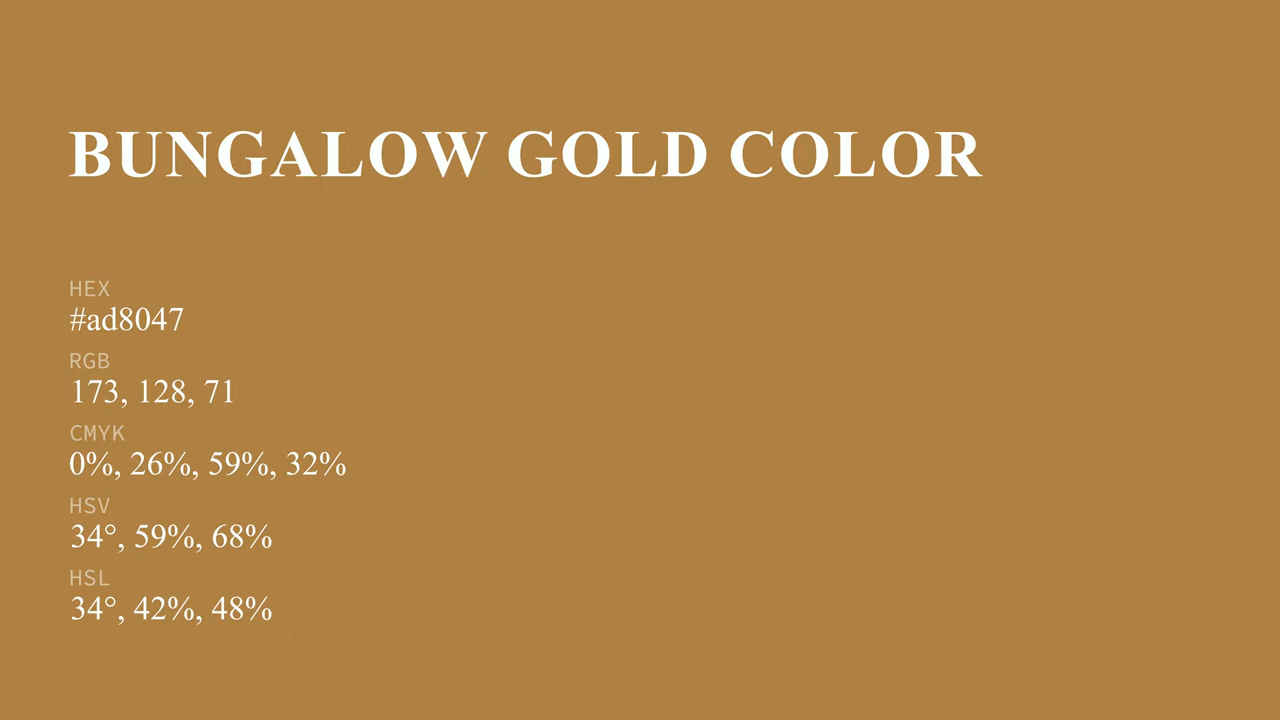 BUNGALOW GOLD COLOR
HEX
#ad8047
RGB
173, 128, 71
CMYK
0%, 26%, 59%, 32%
HSV
34°, 59%, 68%
HSL
34°, 42%, 48%